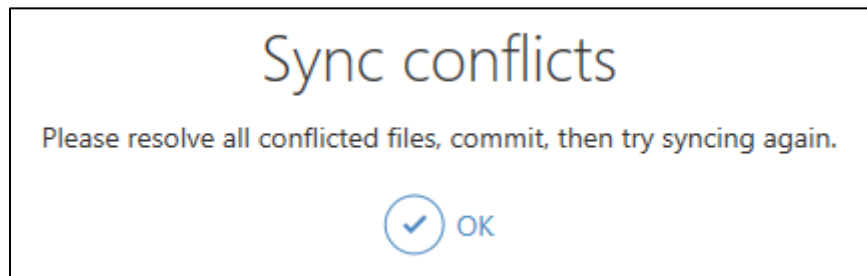 Sync conflicts
Please resolve all conflicted files, commit, then try syncing again.
OK